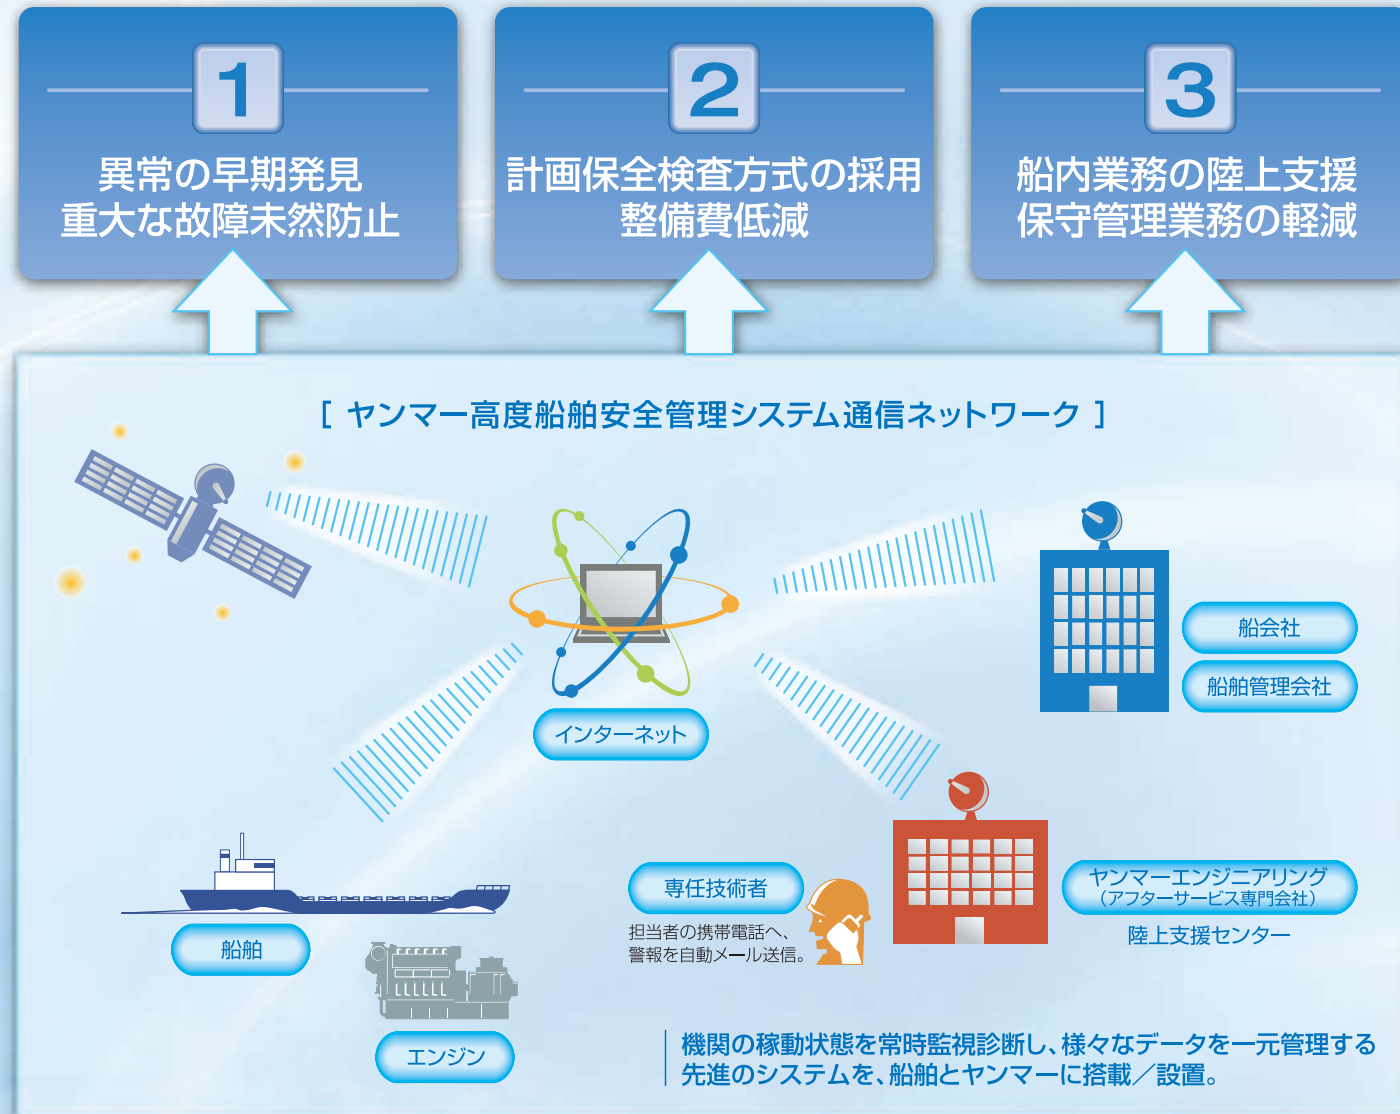 1
異常の早期発見
重大な故障未然防止
2
計画保全検査方式の採用
整備費低減
3
船内業務の陸上支援
保守管理業務の軽減
[ ヤンマー高度船舶安全管理システム通信ネットワーク ]
インターネット
船会社
船舶管理会社
船舶
エンジン
専任技術者
担当者の携帯電話へ、
警報を自動メール送信。
ヤンマーエンジニアリング
（アフターサービス専門会社）
陸上支援センター
機関の稼動状態を常時監視診断し、様々なデータを一元管理する
先進のシステムを、船舶とヤンマーに搭載／設置。